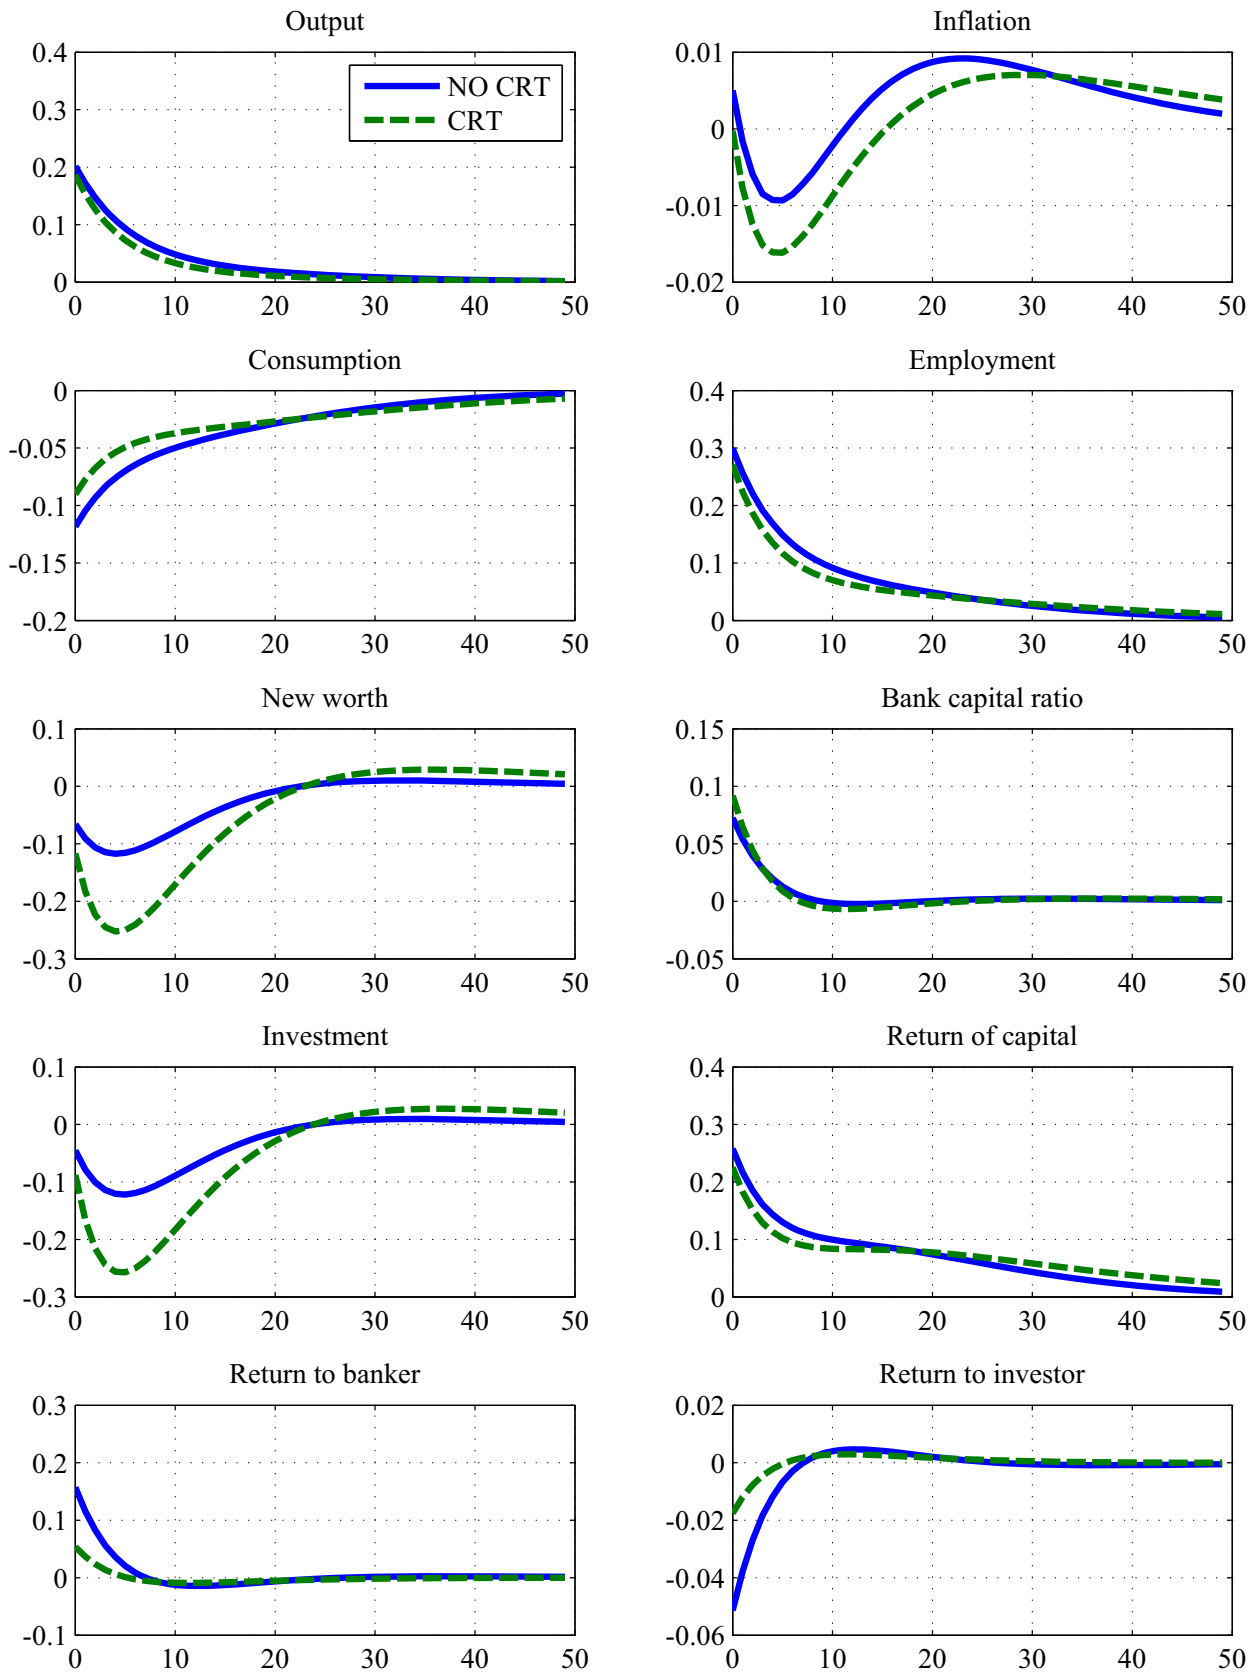 Output
0.4
0.3
0.2
0.1
0
0 10 20 30 40 50
NO CRT
CRT
Inflation
0.01
0
-0.01
-0.02
0 10 20 30 40 50
Consumption
0
-0.05
-0.1
-0.15
-0.2
0 10 20 30 40 50
Employment
0.4
0.3
0.2
0.1
0
0 10 20 30 40 50
New worth
0.1
0
-0.1
-0.2
-0.3
0 10 20 30 40 50
Bank capital ratio
0.15
0.1
0.05
0
-0.05
0 10 20 30 40 50
Investment
0.1
0
-0.1
-0.2
-0.3
0 10 20 30 40 50
Return of capital
0.4
0.3
0.2
0.1
0
0 10 20 30 40 50
Return to banker
0.3
0.2
0.1
0
-0.1
0 10 20 30 40 50
Return to investor
0.02
0
-0.02
-0.04
-0.06
0 10 20 30 40 50